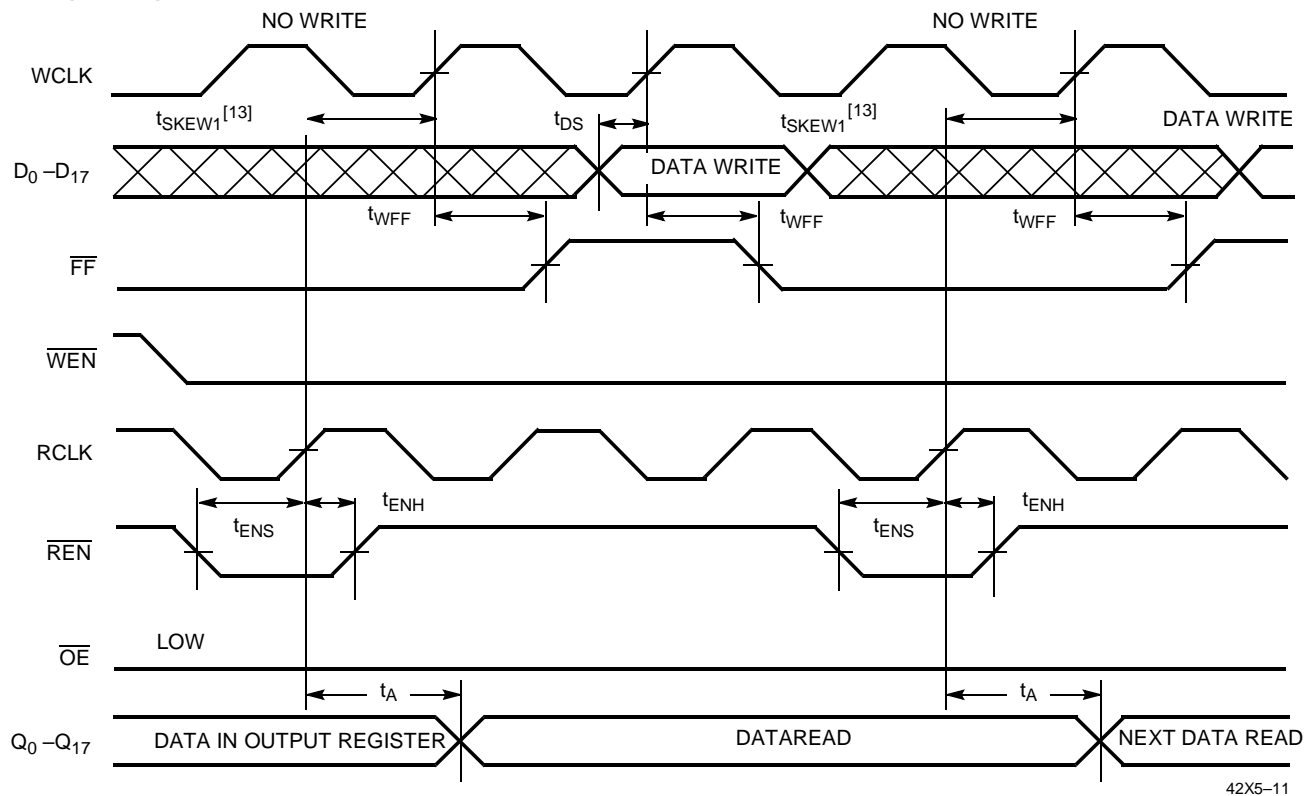 NO WRITE NO WRITE
WCLK
tSKEW1[13] tDS tSKEW1[13] DATA WRITE
D0 –D17 DATA WRITE
tWFF tWFF tWFF
FF
WEN
RCLK
tENS tENH tENS tENH
REN
LOW
OE
tA tA
Q0 –Q17 DATA IN OUTPUT REGISTER DATAREAD NEXT DATA READ
42X5–11